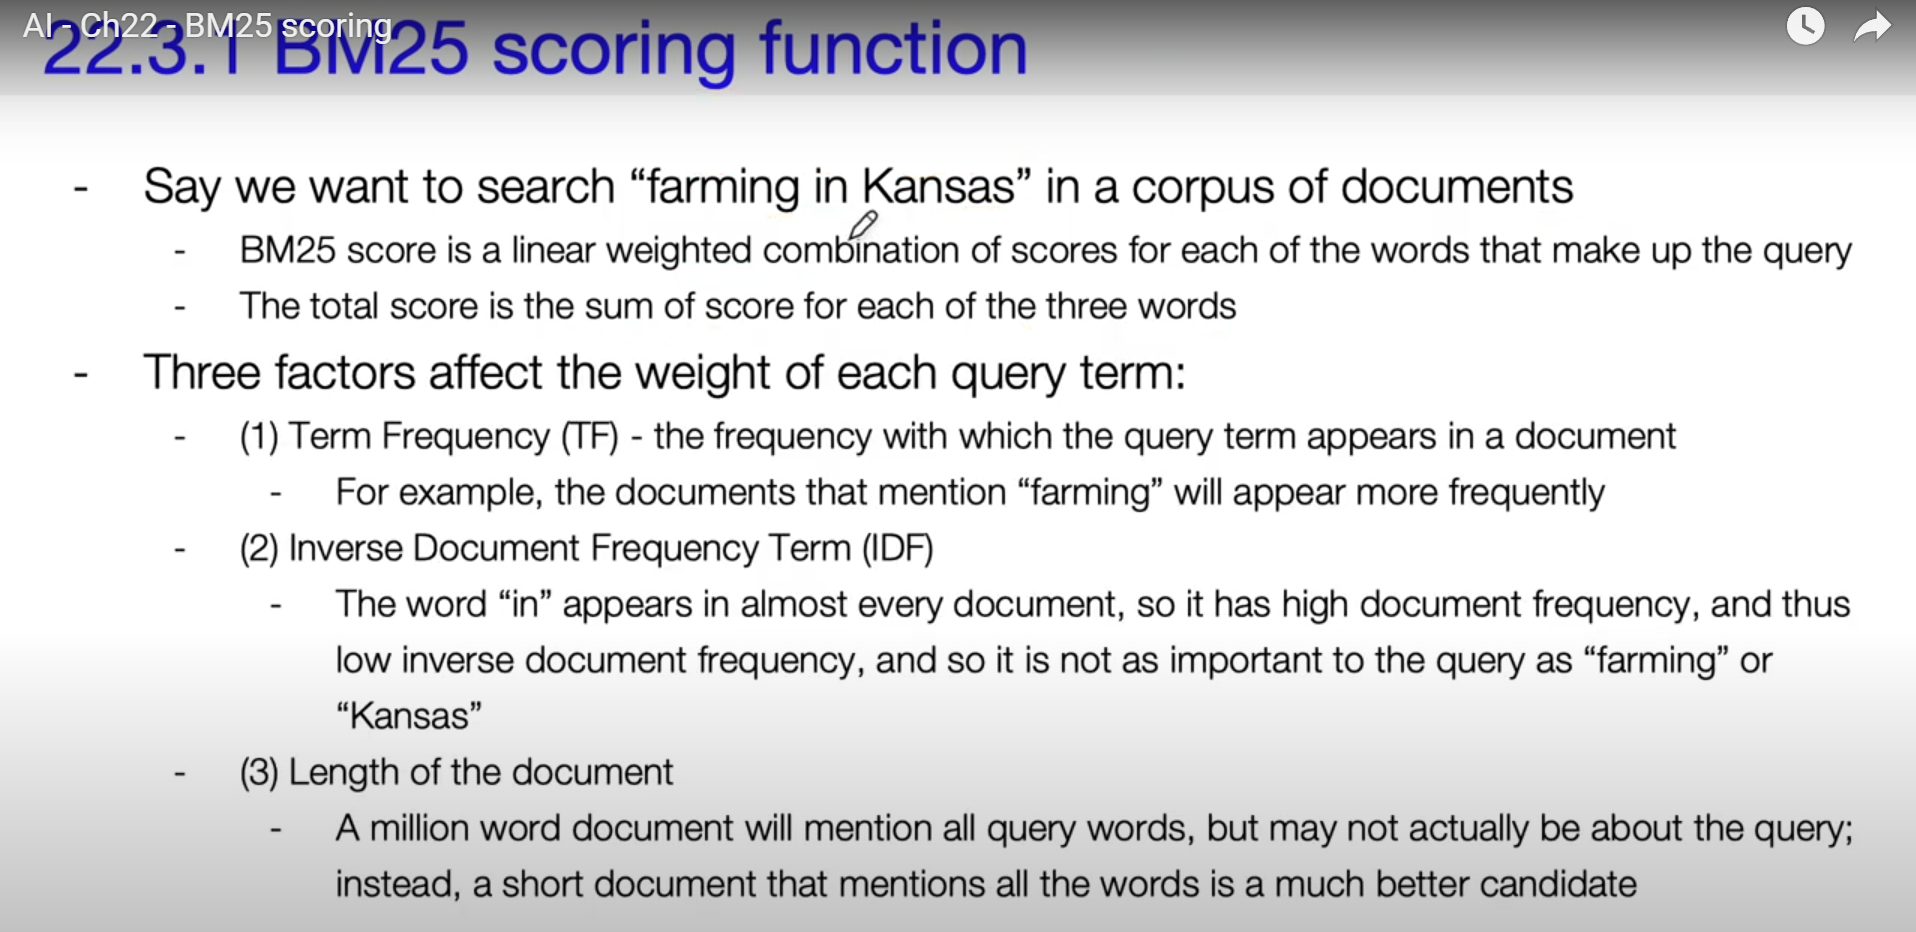 AI - Ch22 - BM25 scoring
22.3.1 BM25 scoring function
- Say we want to search “farming in Kansas” in a corpus of documents
- BM25 score is a linear weighted combination of scores for each of the words that make up the query
- The total score is the sum of score for each of the three words
- Three factors affect the weight of each query term:
- (1) Term Frequency (TF) - the frequency with which the query term appears in a document
- For example, the documents that mention “farming” will appear more frequently
- (2) Inverse Document Frequency Term (IDF)
- The word “in” appears in almost every document, so it has high document frequency, and thus
low inverse document frequency, and so it is not as important to the query as “farming” or
“Kansas”
- (3) Length of the document
- A million word document will mention all query words, but may not actually be about the query;
instead, a short document that mentions all the words is a much better candidate